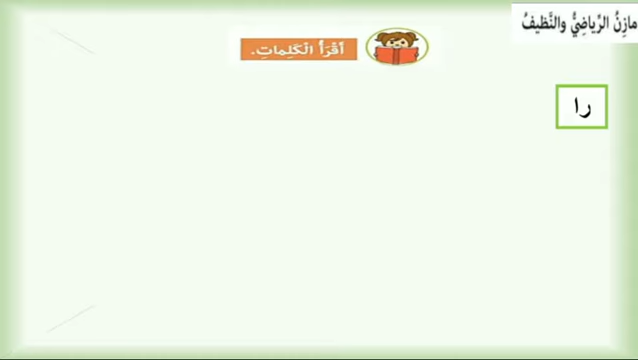 مازِنُ الرِّياضِيُّ والنَّظيفُ
أَقْرَأُ الْكَلِماتِ.
را